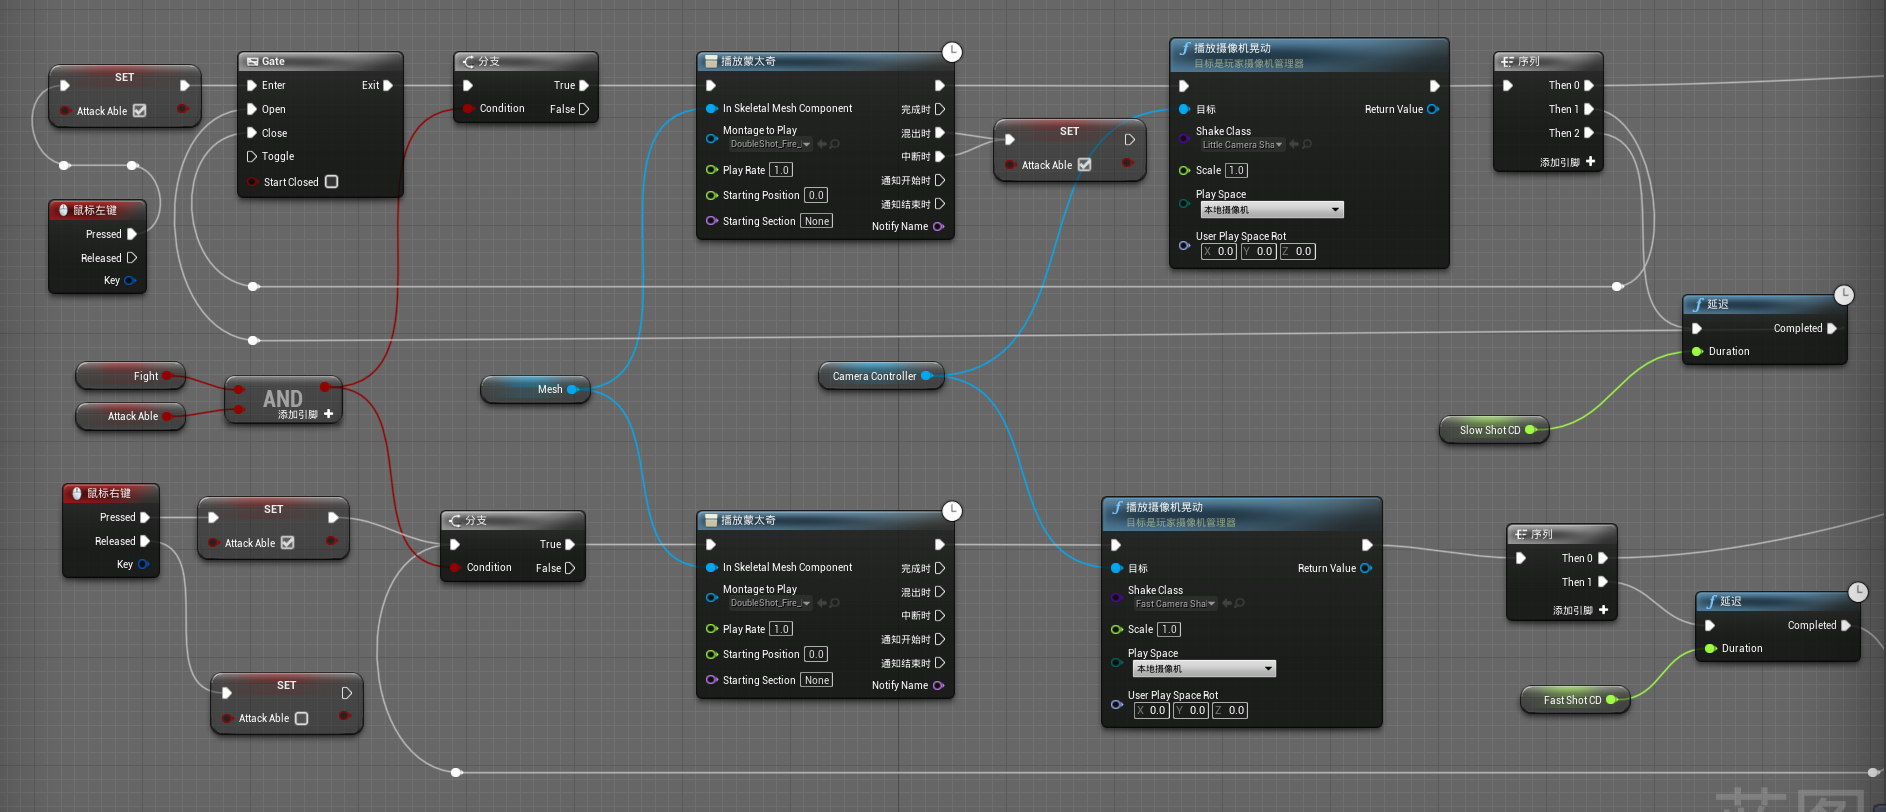 SET
Attack Able
鼠标左键
Pressed
Released
Key
Gate
Enter
Exit
Open
Close
Toggle
Start Closed
分支
True
Condition
False
播放蒙太奇
In Skeletal Mesh Component
完成时
Montage to Play
混出时
DoubleShot_Fire_
中断时
Play Rate 1.0
通知开始时
Starting Position 0.0
通知结束时
Starting Section None
Notify Name
SET
Attack Able
播放摄像机晃动
目标是玩家摄像机管理器
目标
Return Value
Shake Class
Little Camera Sha
Scale 1.0
Play Space
本地摄像机
User Play Space Rot
X 0.0 Y 0.0 Z 0.0
序列
Then 0
Then 1
Then 2
添加引脚
延迟
Completed
Duration
Fight
Attack Able
AND
添加引脚
Mesh
Camera Controller
Slow Shot CD
鼠标右键
Pressed
Released
Key
SET
Attack Able
SET
Attack Able
分支
True
Condition
False
播放蒙太奇
In Skeletal Mesh Component
完成时
Montage to Play
混出时
DoubleShot_Fire_
中断时
Play Rate 1.0
通知开始时
Starting Position 0.0
通知结束时
Starting Section None
Notify Name
播放摄像机晃动
目标是玩家摄像机管理器
目标
Return Value
Shake Class
Fast Camera Sha
Scale 1.0
Play Space
本地摄像机
User Play Space Rot
X 0.0 Y 0.0 Z 0.0
序列
Then 0
Then 1
添加引脚
延迟
Completed
Duration
Fast Shot CD